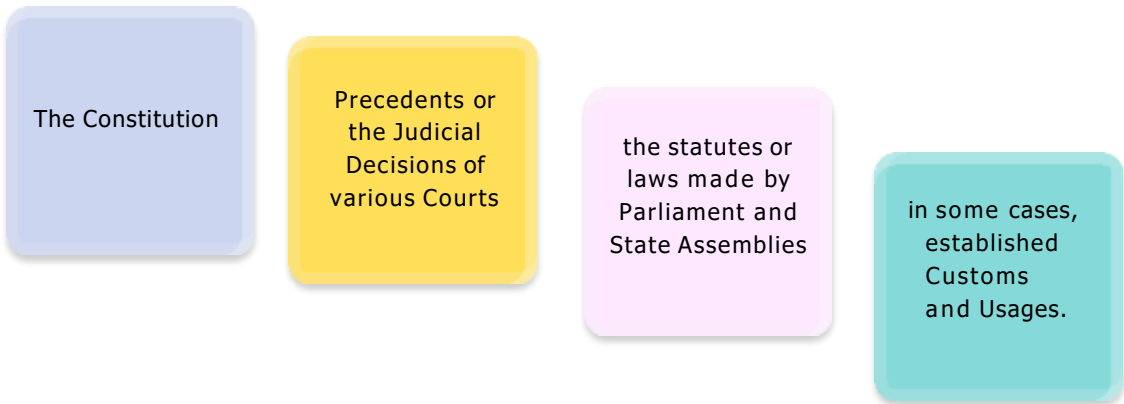 The Constitution
Precedents or
the Judicial
Decisions of
various Courts
the statutes or
laws made by
Parliament and
State Assemblies
in some cases,
established
Customs
and Usages.